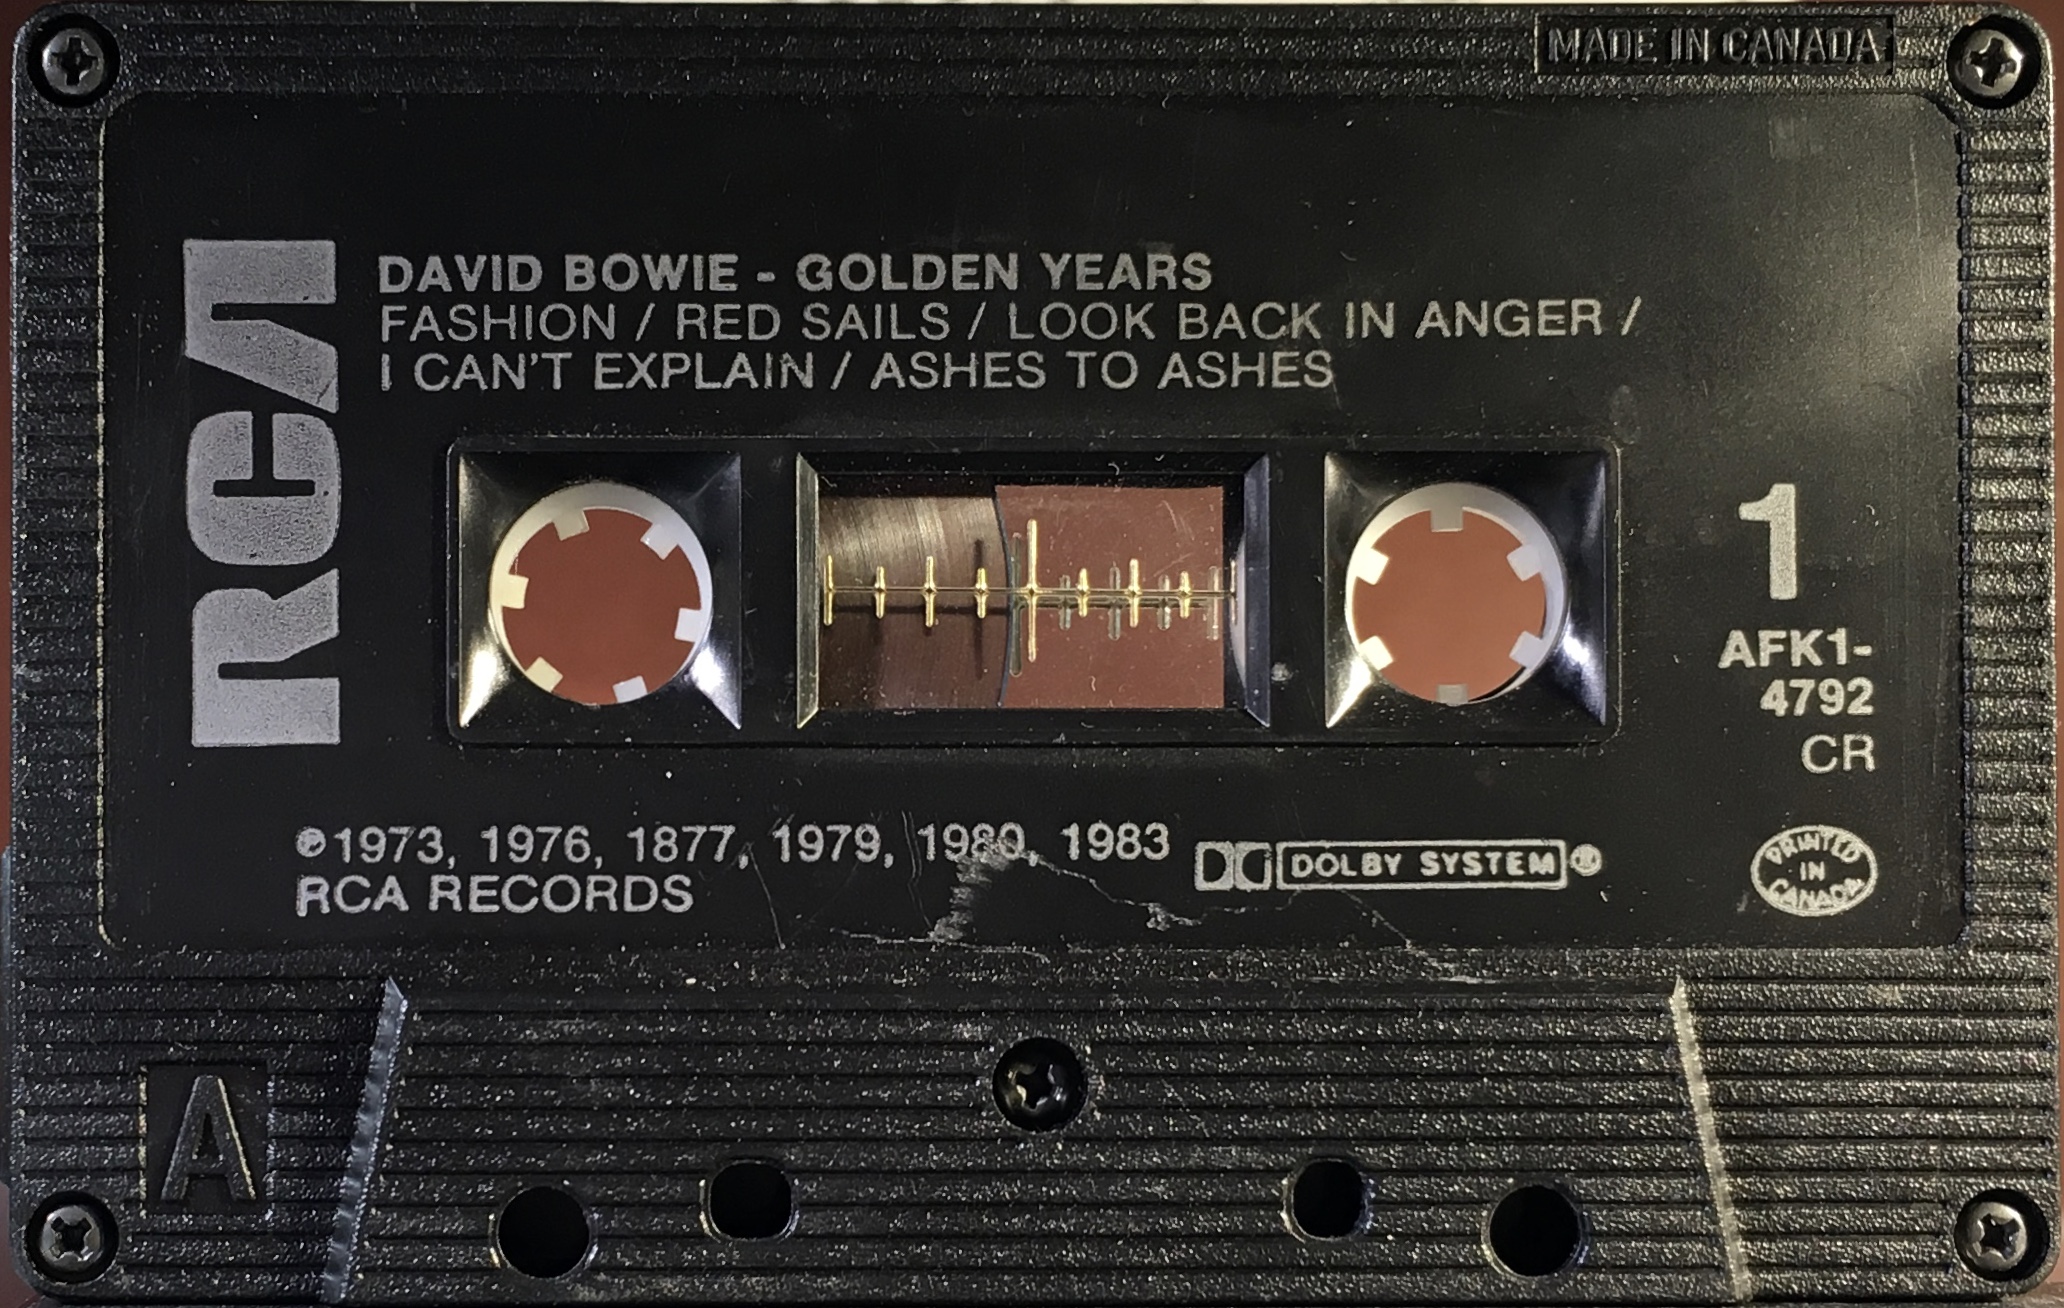 MADE IN CANADA
RCA
DAVID BOWIE - GOLDEN YEARS
FASHION / RED SAILS / LOOK BACK IN ANGER /
I CAN'T EXPLAIN / ASHES TO ASHES
1
AFK1-
4792
CR
℗1973, 1976, 1877, 1979, 1980, 1983
RCA RECORDS
DOLBY SYSTEM®
PRINTED
IN
CANADA
A